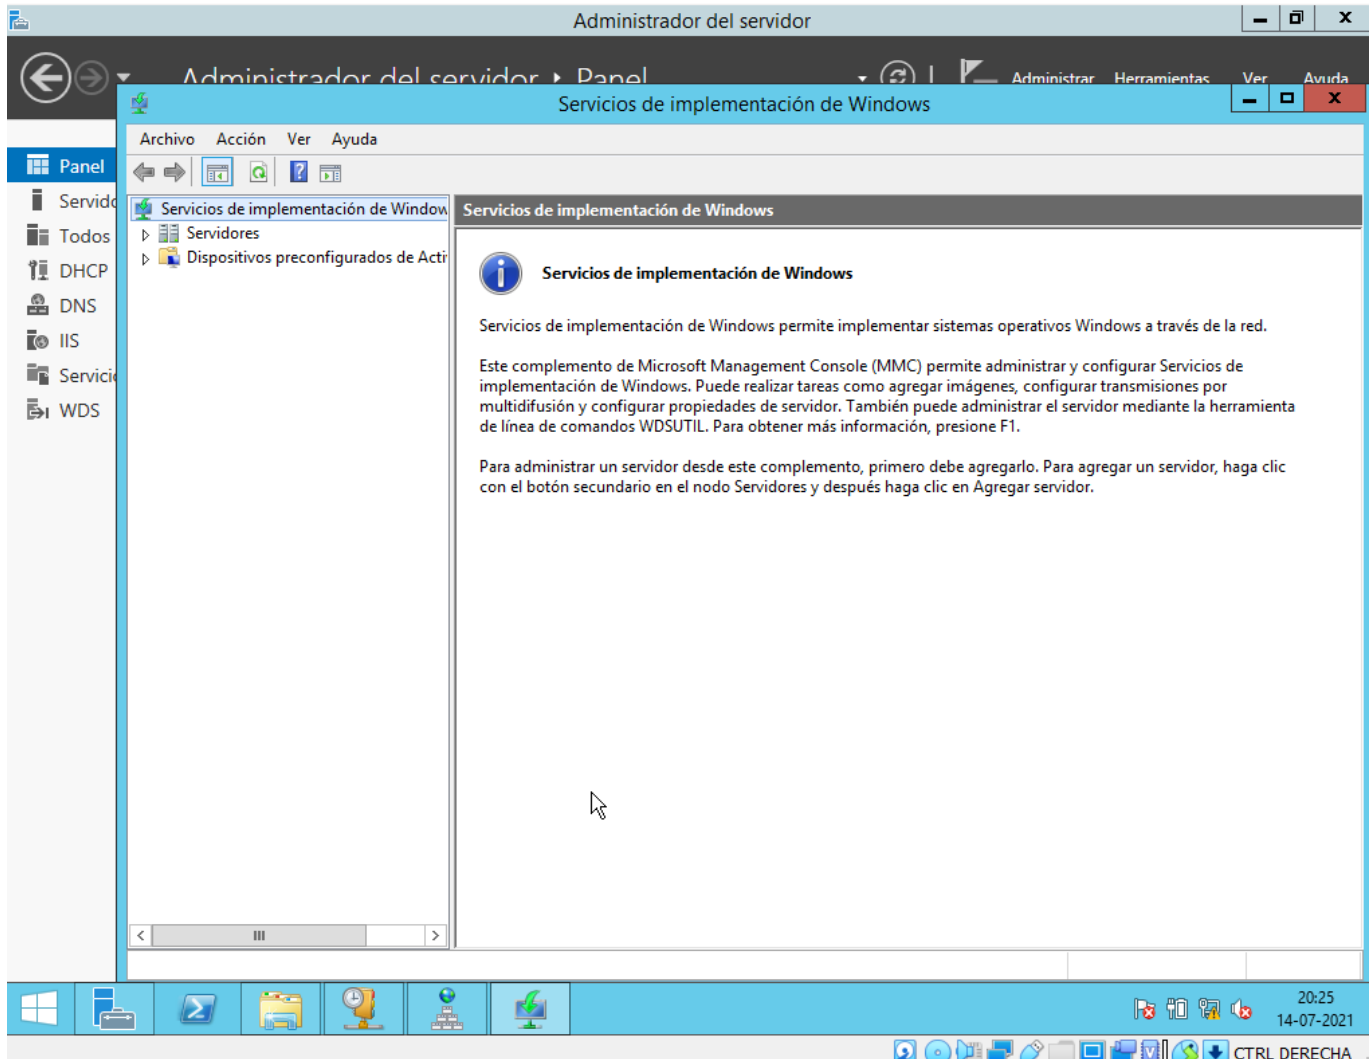 Administrador del servidor
Administrador del servidor Panel
Administrar Herramientas Ver Ayuda
Servicios de implementación de Windows
Archivo Acción Ver Ayuda
Panel
Todos
DHCP
DNS
IIS
WDS
Servicios de implementación de Window
Servidores
Dispositivos preconfigurados de Acti
Servicios de implementación de Windows
Servicios de implementación de Windows
Servicios de implementación de Windows permite implementar sistemas operativos Windows a través de la red.
Este complemento de Microsoft Management Console (MMC) permite administrar y configurar Servicios de
implementación de Windows. Puede realizar tareas como agregar imágenes, configurar transmisiones por
multidifusión y configurar propiedades de servidor. También puede administrar el servidor mediante la herramienta
de línea de comandos WDSUTIL. Para obtener más información, presione F1.
Para administrar un servidor desde este complemento, primero debe agregarlo. Para agregar un servidor, haga clic
con el botón secundario en el nodo Servidores y después haga clic en Agregar servidor.
20:25
14-07-2021
CTRL DERECHA